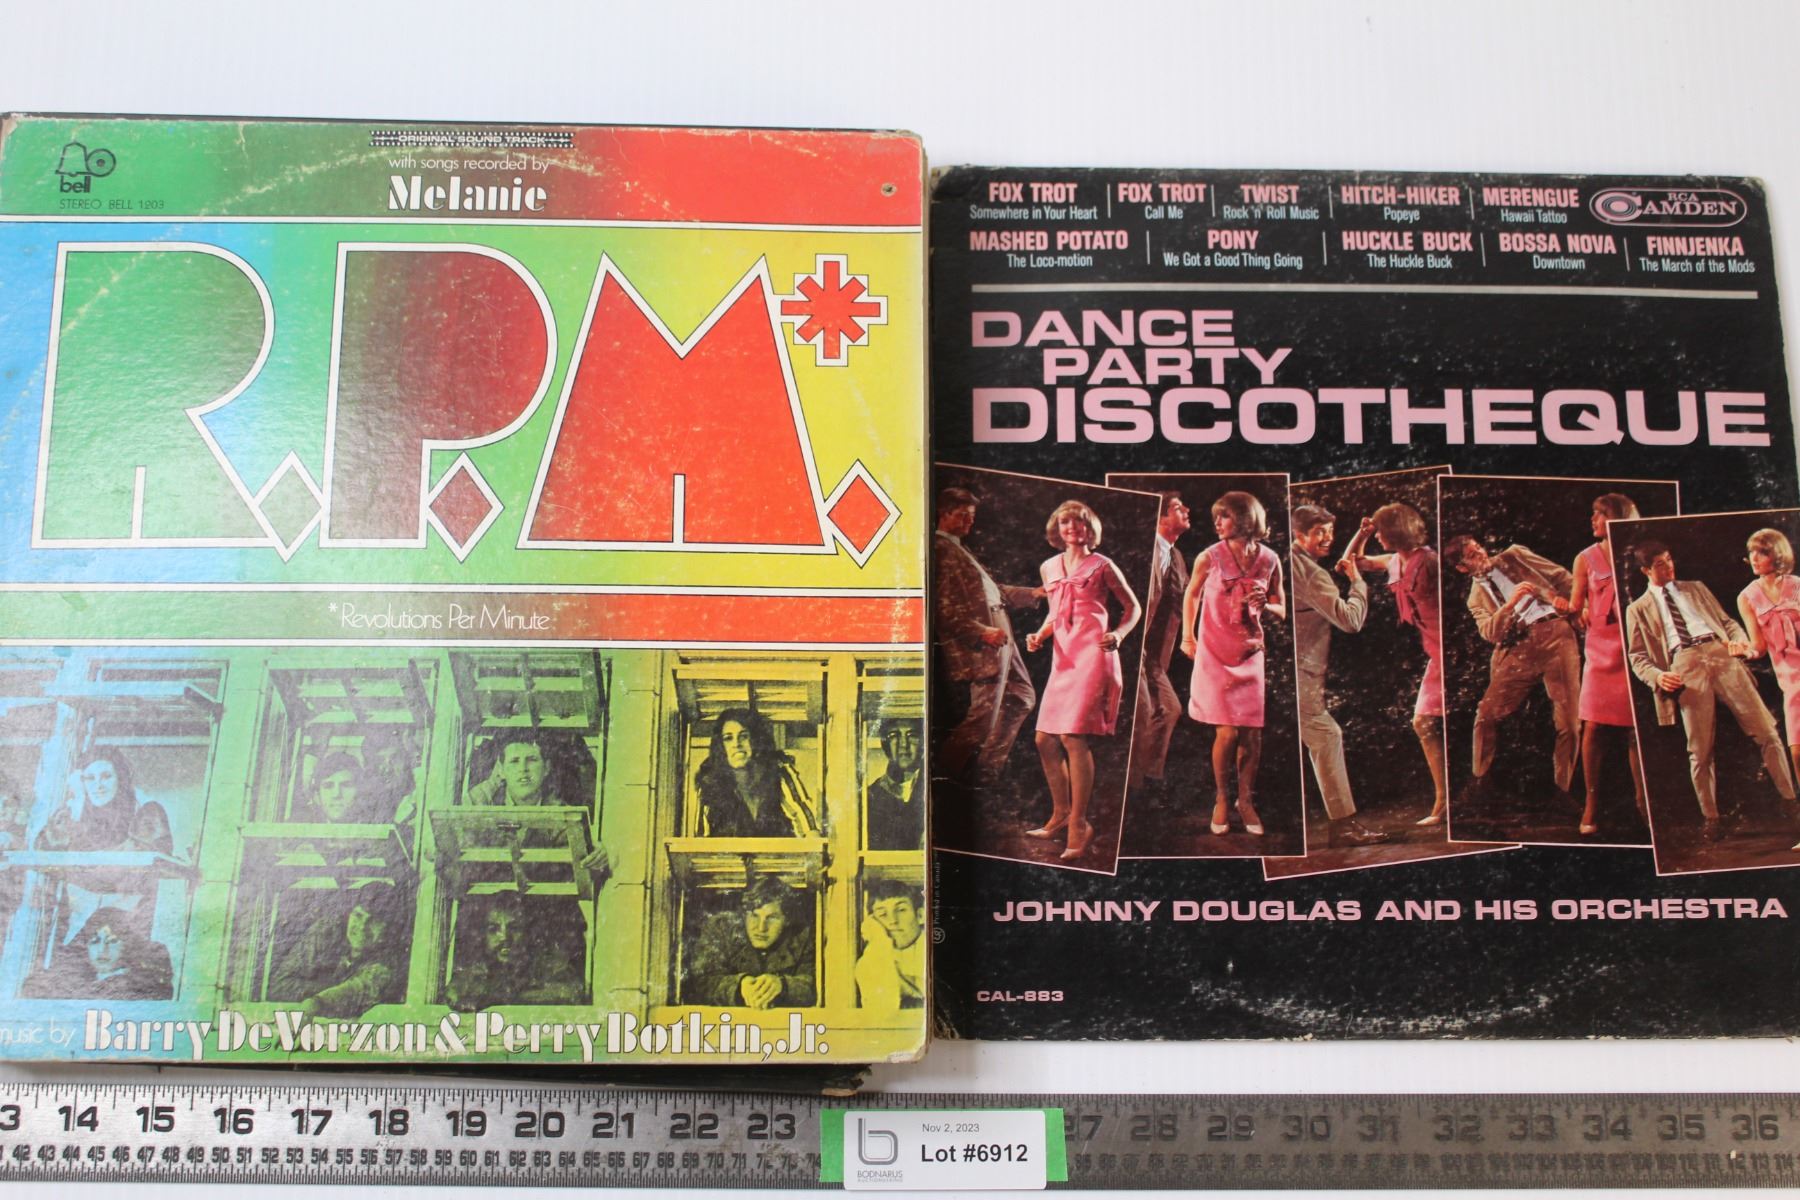 ORIGINAL SOUND TRACK
with songs recorded by
Melanie
bell
STEREO BELL 1203
R.P.M.*
*Revolutions Per Minute
music by Barry DeVorzon & Perry Botkin, Jr.
FOX TROT FOX TROT TWIST HITCH-HIKER MERENGUE
Somewhere in Your Heart Call Me Rock 'n' Roll Music Popeye Hawaii Tattoo
RCA
CAMDEN
MASHED POTATO PONY HUCKLE BUCK BOSSA NOVA FINNJENKA
The Loco-motion We Got a Good Thing Going The Huckle Buck Downtown The March of the Mods
DANCE
PARTY
DISCOTHEQUE
Printed in Canada
JOHNNY DOUGLAS AND HIS ORCHESTRA
CAL-883
3 14 15 16 17 18 19 20 21 22 23 27 28 29 30 31 32 33 34 35 36
Nov 2, 2023
Lot #6912
BODNARUS
AUCTIONEERING